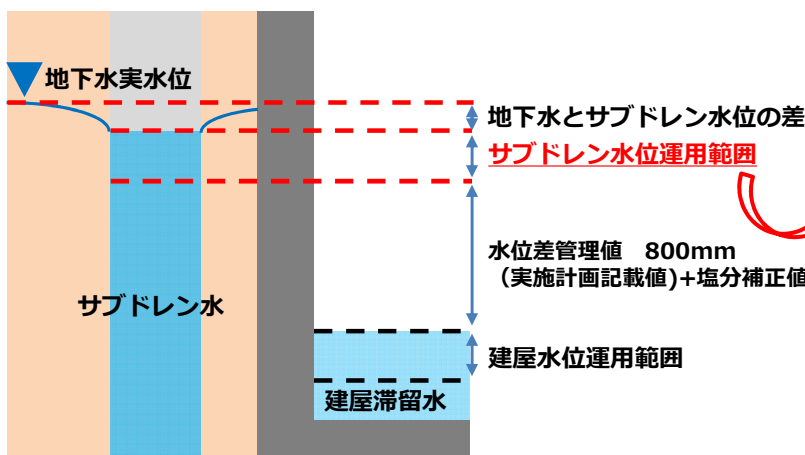 地下水実水位
地下水とサブドレン水位の差
サブドレン水位運用範囲
水位差管理値　800mm
（実施計画記載値)+塩分補正値
サブドレン水
建屋水位運用範囲
建屋滞留水